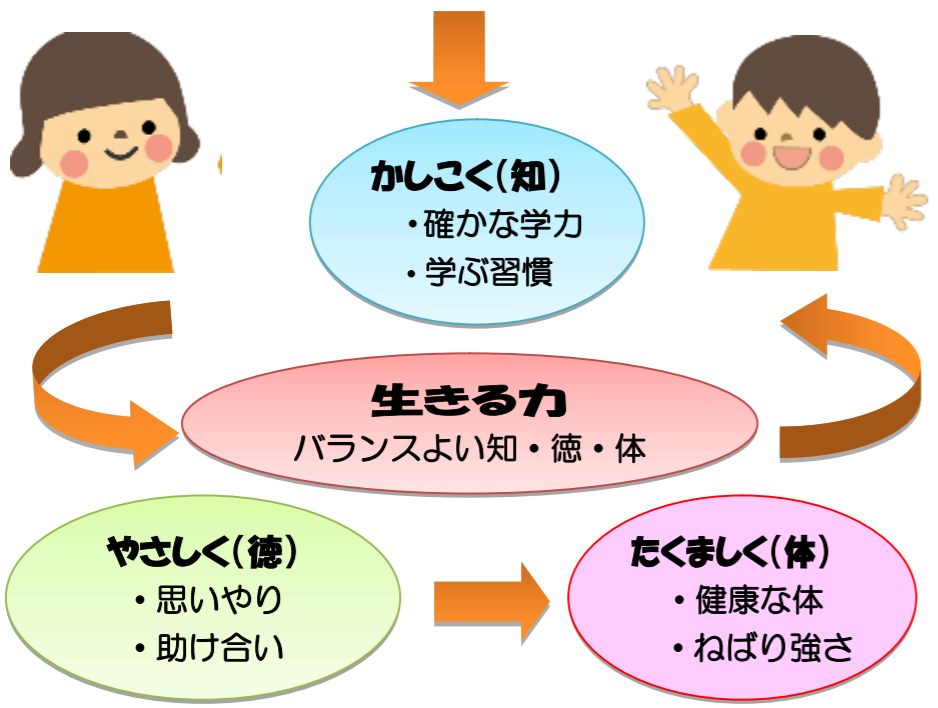 かしこく(知)
・確かな学力
・学ぶ習慣
生きる力
バランスよい知・徳・体
やさしく(徳)
・思いやり
・助け合い
たくましく(体)
・健康な体
・ねばり強さ